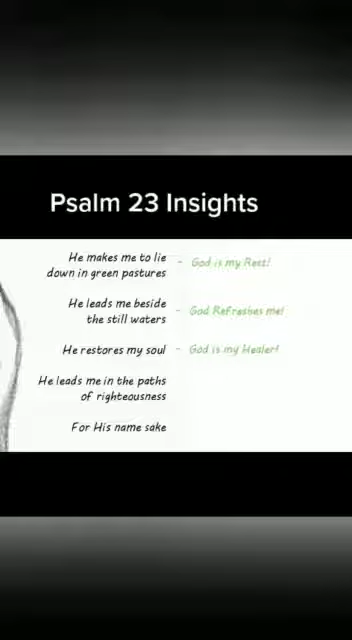 Psalm 23 Insights
He makes me to lie - God is my Rest!
down in green pastures
He leads me beside
the still waters - God Refreshes me!
He restores my soul - God is my Healer!
He leads me in the paths
of righteousness
For His name sake